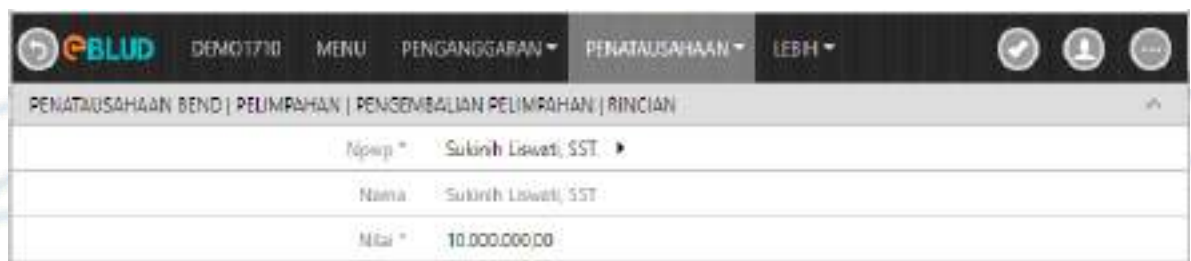 eBLUD DEMO1710 MENU PENGANGGARAN PENATAUSAHAAN LEBIH
PENATAUSAHAAN BEND | PELIMPAHAN | PENGEMBALIAN PELIMPAHAN | RINCIAN
Npwp * Sukinih Liswati, SST.
Nama Sukinih Liswati, SST
Nilai * 10.000.000,00